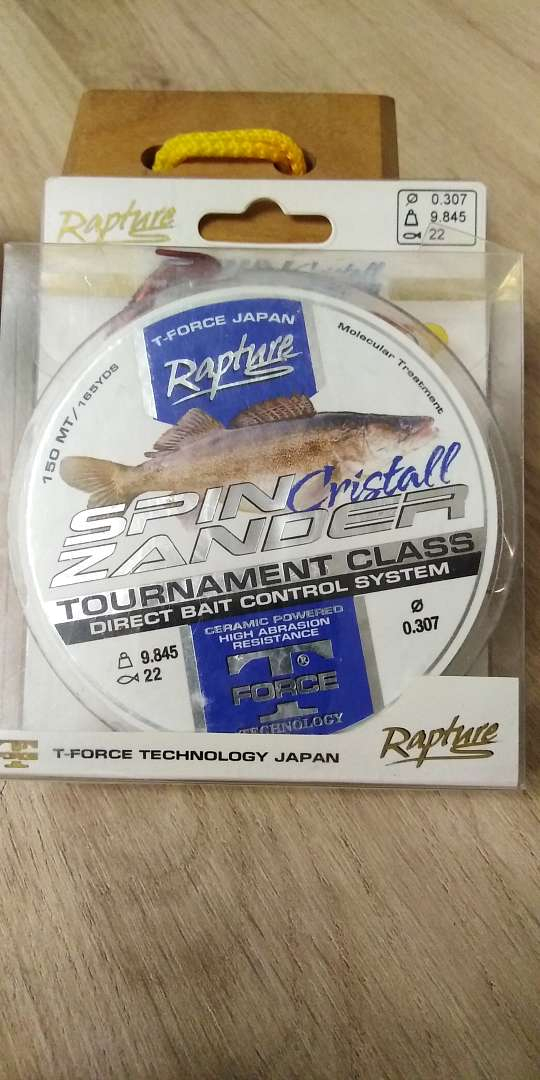 Rapture
Ø 0.307
9.845
22
Cristall
T-FORCE JAPAN
Rapture
Molecular Treatment
150 MT/165YDS
SPIN Cristall
ZANDER
TOURNAMENT CLASS
DIRECT BAIT CONTROL SYSTEM
CERAMIC POWERED
HIGH ABRASION
RESISTANCE
9.845
22
Ø
0.307
T®
FORCE
TECHNOLOGY
T-FORCE TECHNOLOGY JAPAN
Rapture